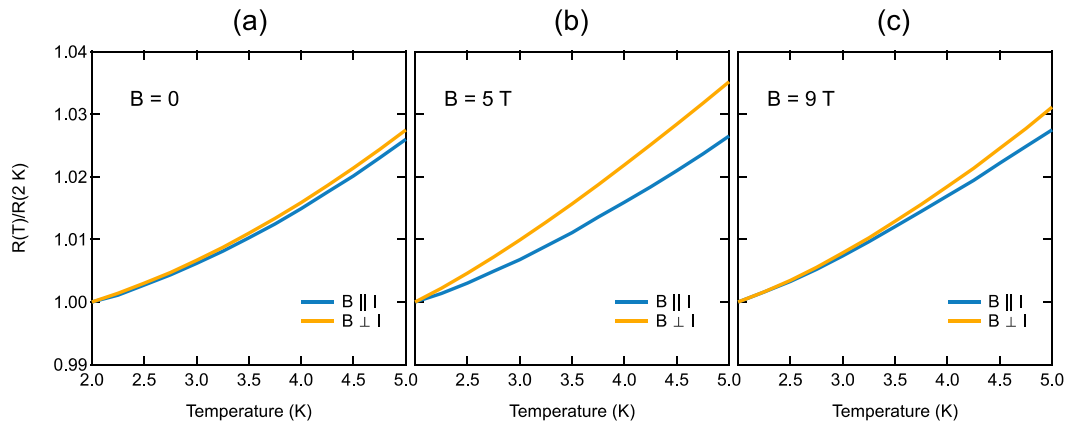 (a)
(b)
(c)
R(T)/R(2 K)
1.04
1.03
1.02
1.01
1.00
0.99
B = 0
B = 5 T
B = 9 T
B || I
B ⊥ I
B || I
B ⊥ I
B || I
B ⊥ I
2.0 2.5 3.0 3.5 4.0 4.5 5.0
2.5 3.0 3.5 4.0 4.5 5.0
2.5 3.0 3.5 4.0 4.5 5.0
Temperature (K)
Temperature (K)
Temperature (K)